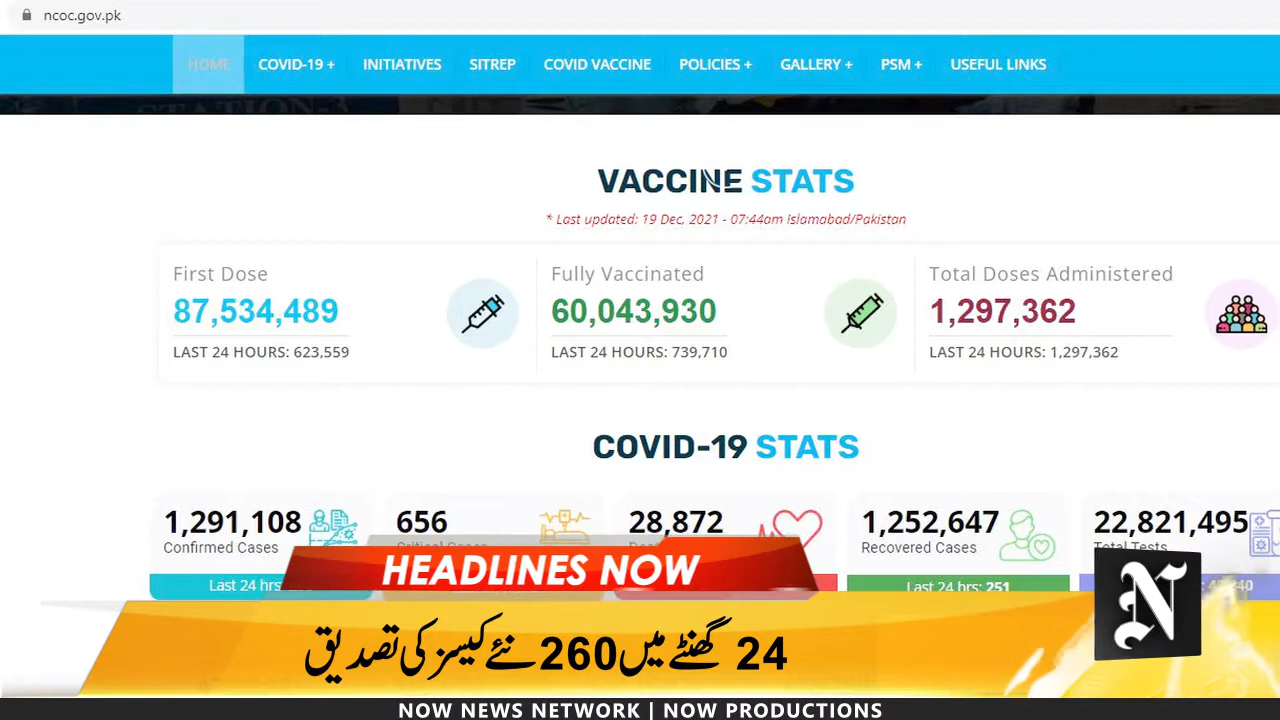 ncoc.gov.pk
HOME COVID-19 + INITIATIVES SITREP COVID VACCINE POLICIES + GALLERY + PSM + USEFUL LINKS
STATION
VACCINE STATS
* Last updated: 19 Dec, 2021 - 07:44am Islamabad/Pakistan
First Dose Fully Vaccinated Total Doses Administered
87,534,489 60,043,930 1,297,362
LAST 24 HOURS: 623,559 LAST 24 HOURS: 739,710 LAST 24 HOURS: 1,297,362
COVID-19 STATS
1,291,108 656 28,872 1,252,647 22,821,495
Confirmed Cases Critical Cases Recovered Cases Total Tests
Last 24 hrs: Last 24 hrs: 251
HEADLINES NOW
24 گھنٹے میں 260 نئے کیسز کی تصدیق
N
NOW NEWS NETWORK | NOW PRODUCTIONS